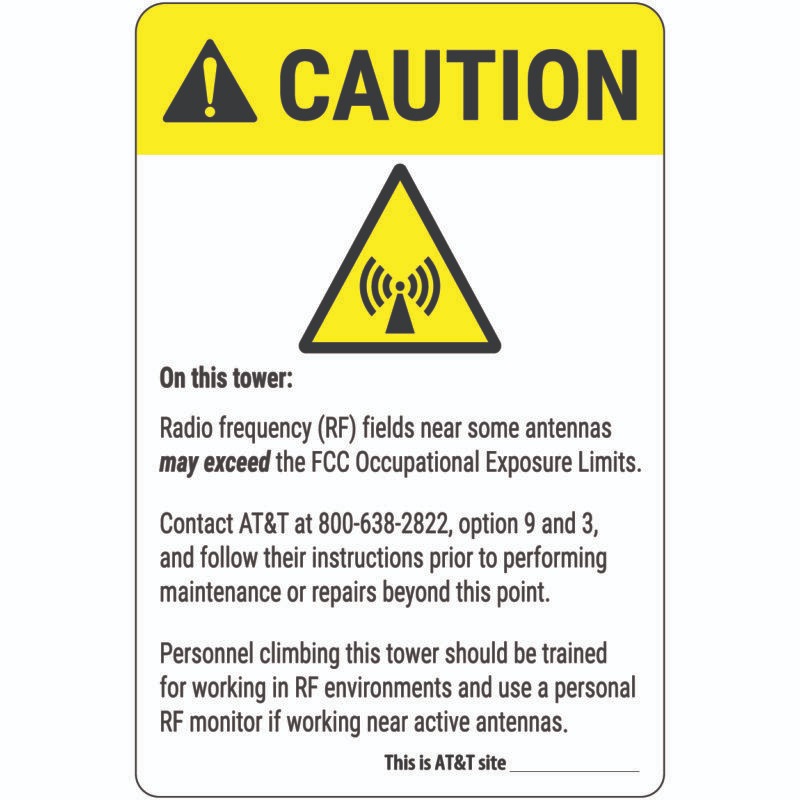 CAUTION
On this tower:
Radio frequency (RF) fields near some antennas
may exceed the FCC Occupational Exposure Limits.
Contact AT&T at 800-638-2822, option 9 and 3,
and follow their instructions prior to performing
maintenance or repairs beyond this point.
Personnel climbing this tower should be trained
for working in RF environments and use a personal
RF monitor if working near active antennas.
This is AT&T site ______________